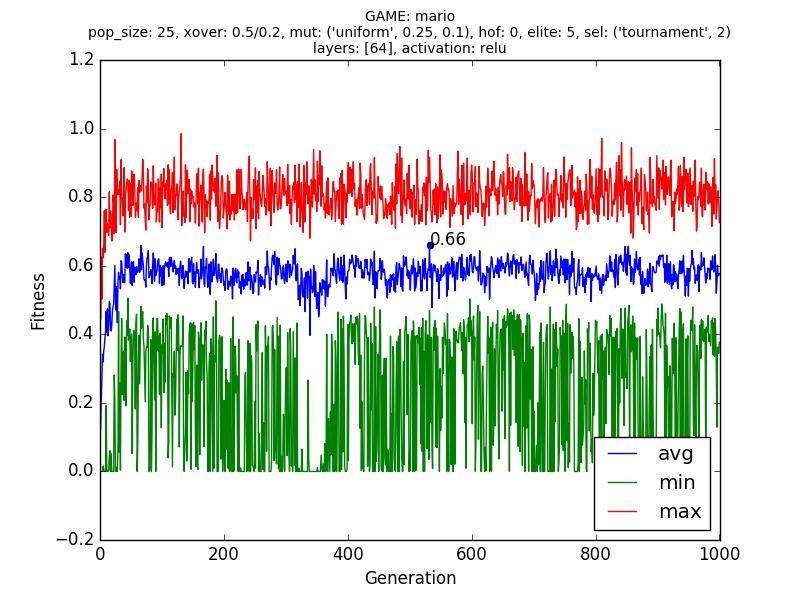 GAME: mario
pop_size: 25, xover: 0.5/0.2, mut: ('uniform', 0.25, 0.1), hof: 0, elite: 5, sel: ('tournament', 2)
layers: [64], activation: relu
1.2
1.0
0.8
0.6
0.4
0.2
0.0
−0.2
Fitness
0.66
avg
min
max
0 200 400 600 800 1000
Generation